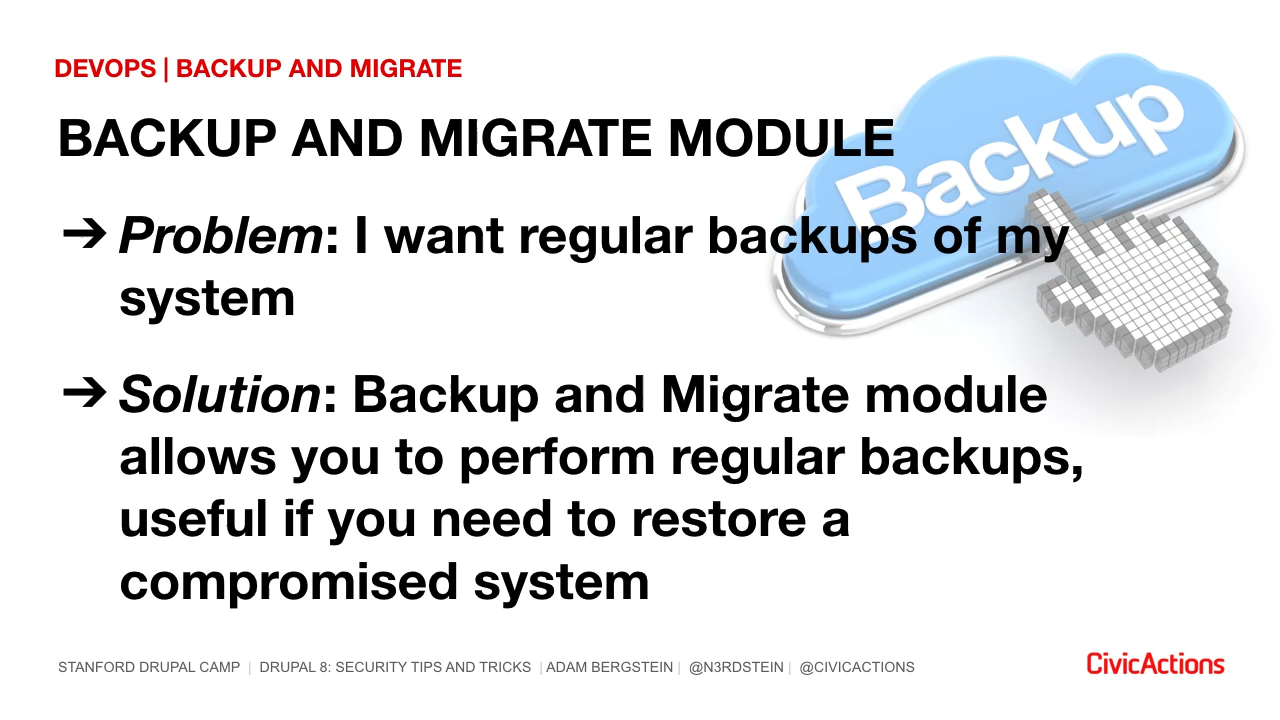 DEVOPS | BACKUP AND MIGRATE
BACKUP AND MIGRATE MODULE
Backup
➔ Problem: I want regular backups of my
system
➔ Solution: Backup and Migrate module
allows you to perform regular backups,
useful if you need to restore a
compromised system
STANFORD DRUPAL CAMP | DRUPAL 8: SECURITY TIPS AND TRICKS | ADAM BERGSTEIN | @N3RDSTEIN | @CIVICACTIONS
CivicActions